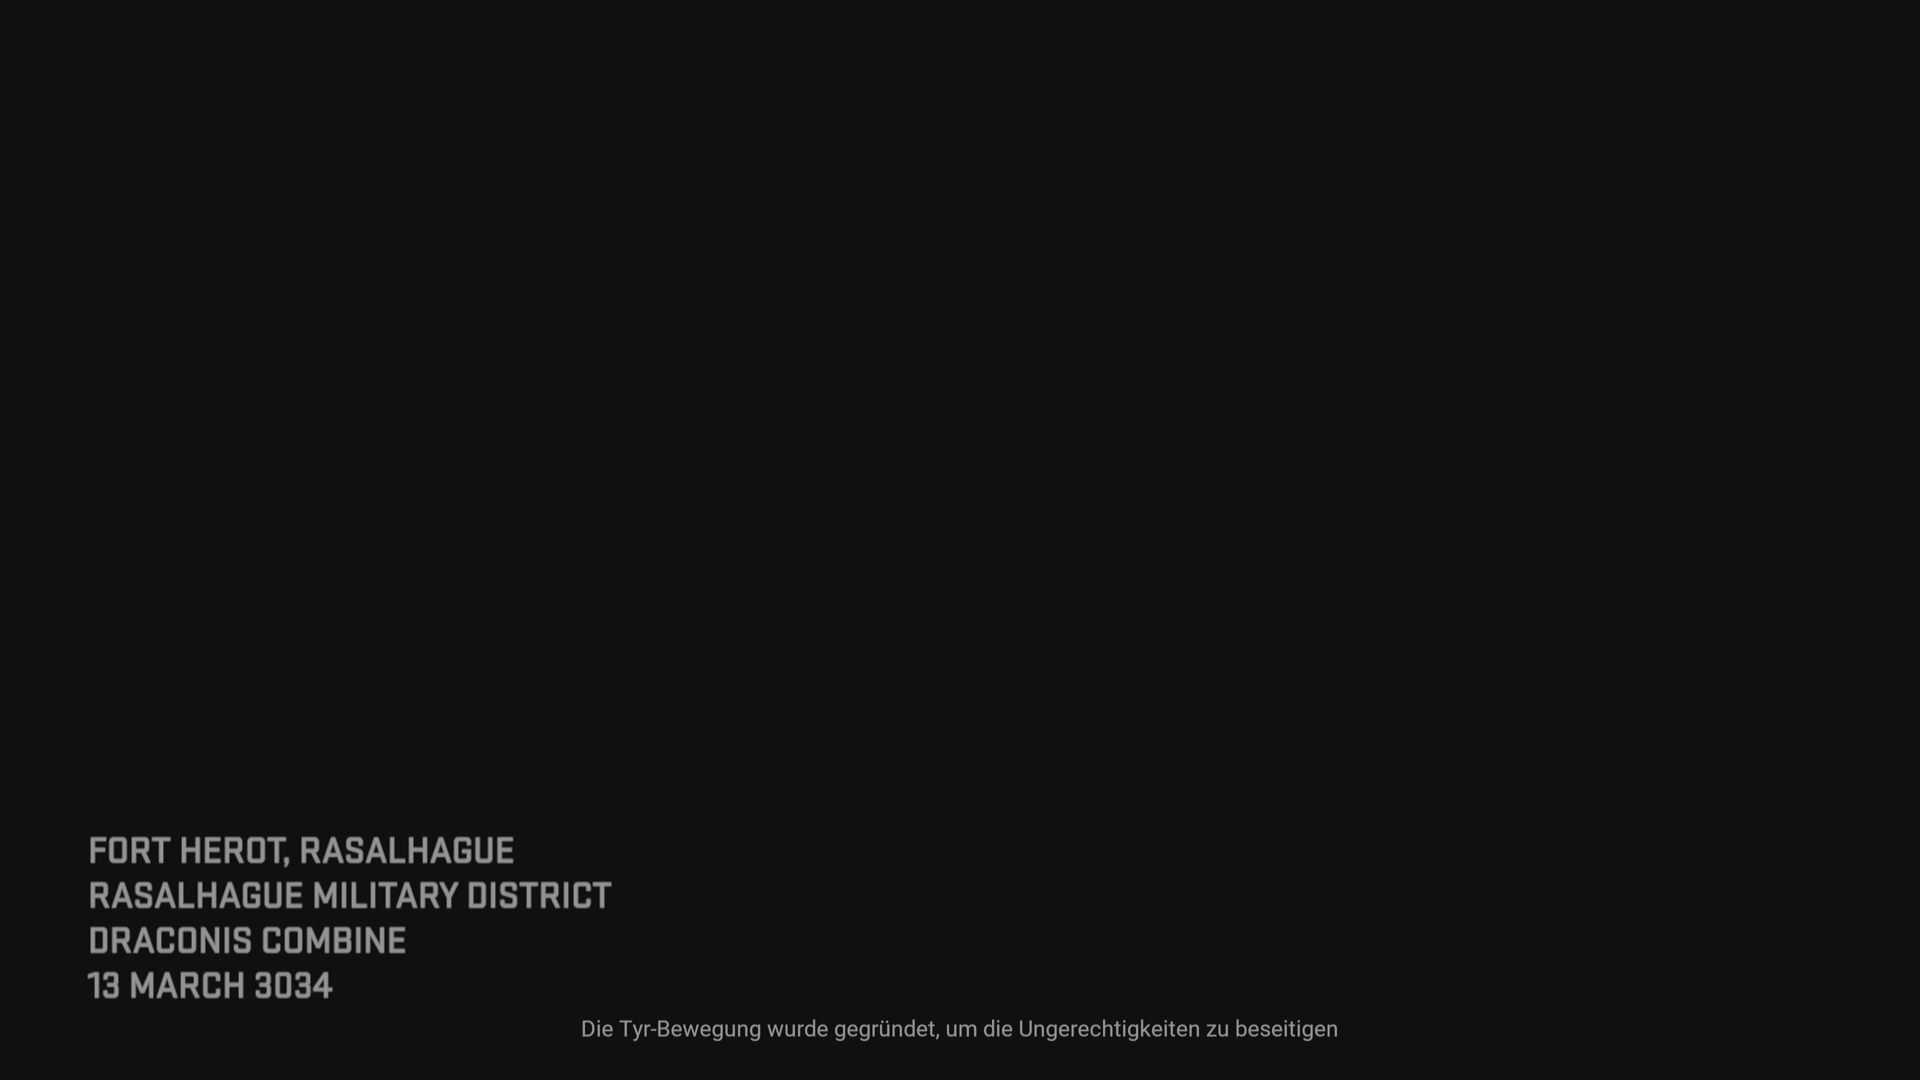 FORT HEROT, RASALHAGUE
RASALHAGUE MILITARY DISTRICT
DRACONIS COMBINE
13 MARCH 3034
Die Tyr-Bewegung wurde gegründet, um die Ungerechtigkeiten zu beseitigen